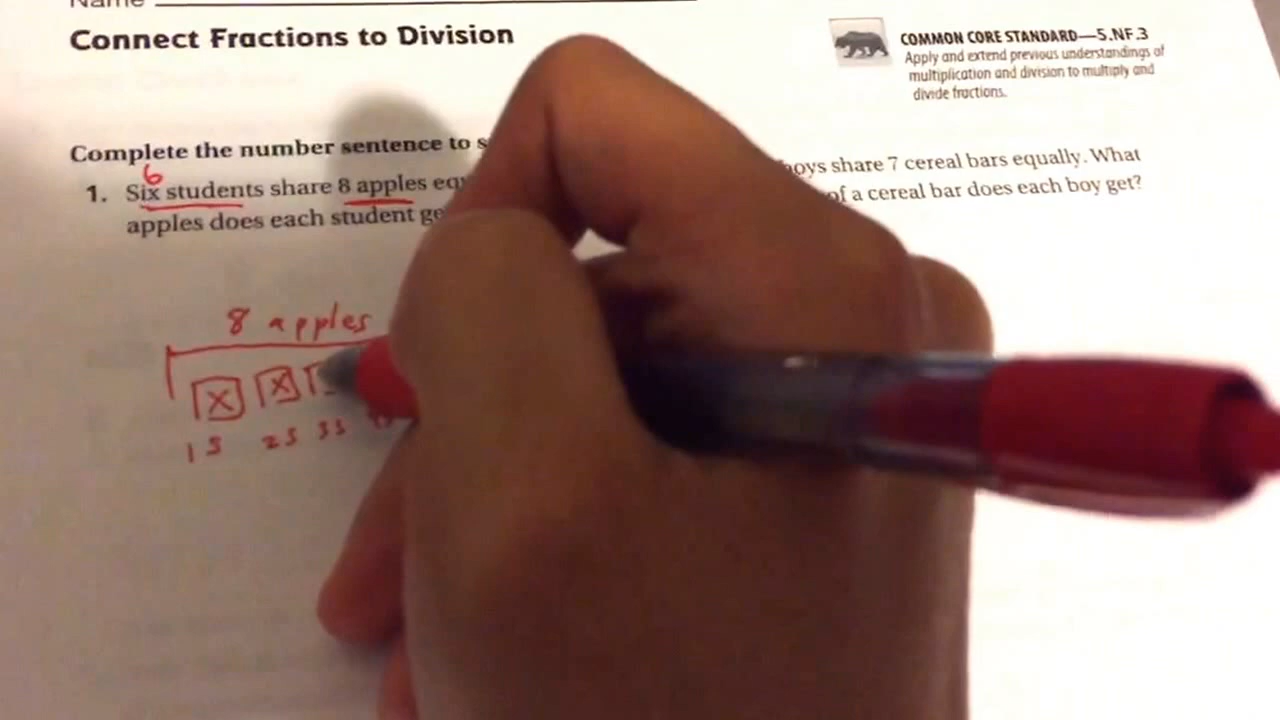 Name
Connect Fractions to Division
COMMON CORE STANDARD—5.NF.3
Apply and extend previous understandings of
multiplication and division to multiply and
divide fractions.
Complete the number sentence to
6
1. Six students share 8 apples
apples does each student
boys share 7 cereal bars equally. What
of a cereal bar does each boy get?
8 apples
X X
1S 2S 3S